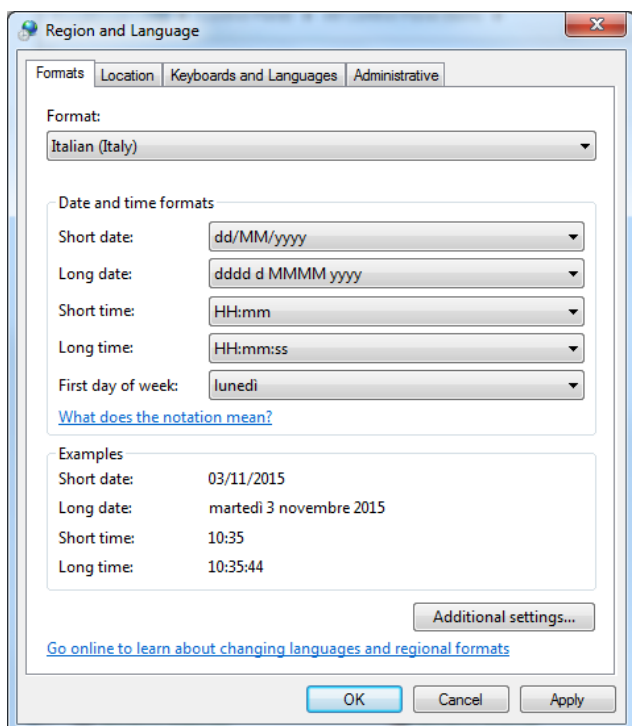 Region and Language
Formats Location Keyboards and Languages Administrative
Format:
Italian (Italy)
Date and time formats
Short date: dd/MM/yyyy
Long date: dddd d MMMM yyyy
Short time: HH:mm
Long time: HH:mm:ss
First day of week: lunedì
What does the notation mean?
Examples
Short date: 03/11/2015
Long date: martedì 3 novembre 2015
Short time: 10:35
Long time: 10:35:44
Additional settings...
Go online to learn about changing languages and regional formats
OK Cancel Apply